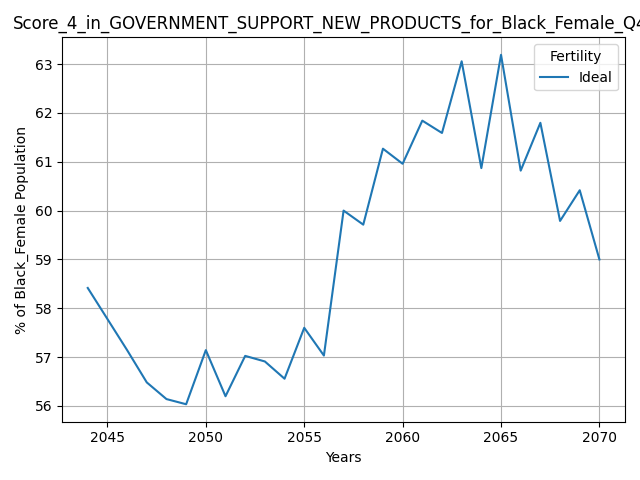 Score_4_in_GOVERNMENT_SUPPORT_NEW_PRODUCTS_for_Black_Female_Q4
Fertility
Ideal
% of Black_Female Population
63
62
61
60
59
58
57
56
2045 2050 2055 2060 2065 2070
Years